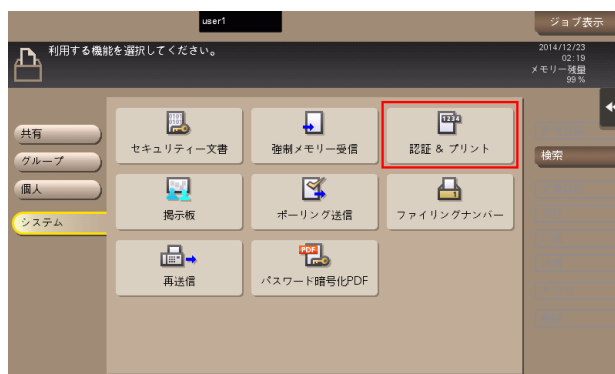 user1
ジョブ表示
利用する機能を選択してください。
2014/12/23
02:19
メモリー残量
99 %
共有
グループ
個人
システム
セキュリティー文書
強制メモリー受信
認証 & プリント
掲示板
ポーリング送信
ファイリングナンバー
再送信
パスワード暗号化PDF
検索